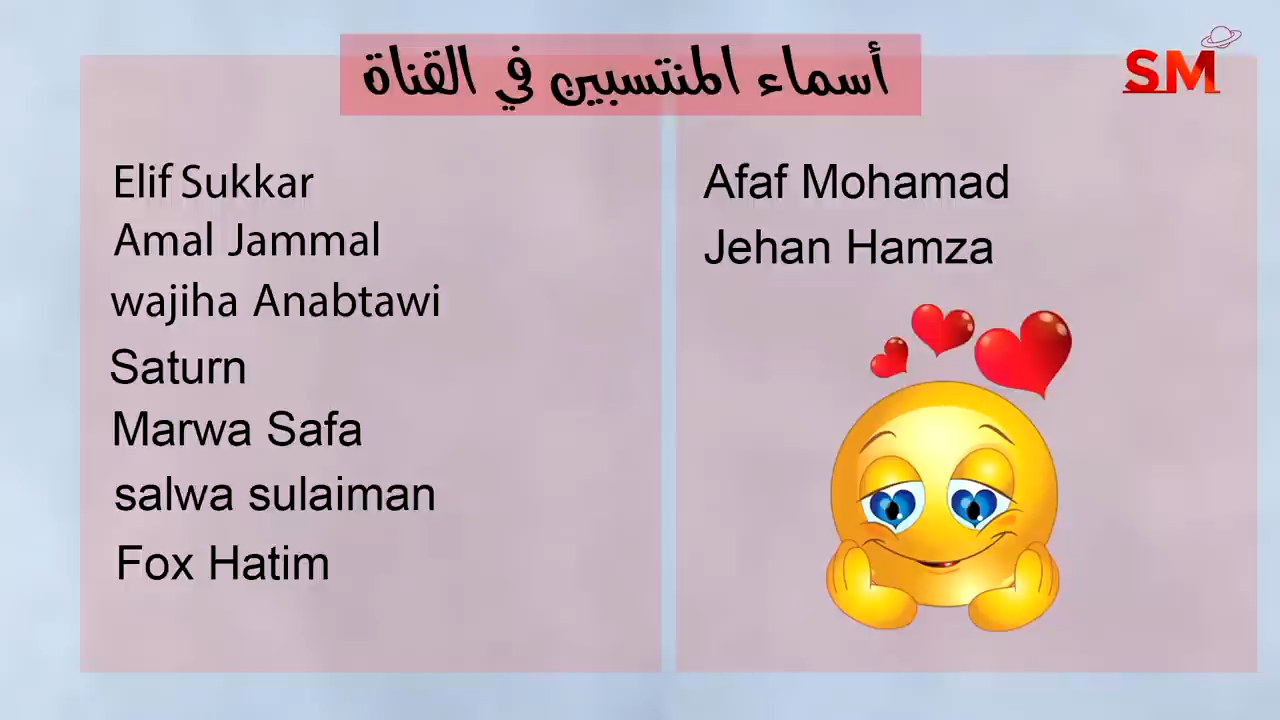 أسماء المنتسبين في القناة
SM
Elif Sukkar
Amal Jammal
wajiha Anabtawi
Saturn
Marwa Safa
salwa sulaiman
Fox Hatim
Afaf Mohamad
Jehan Hamza